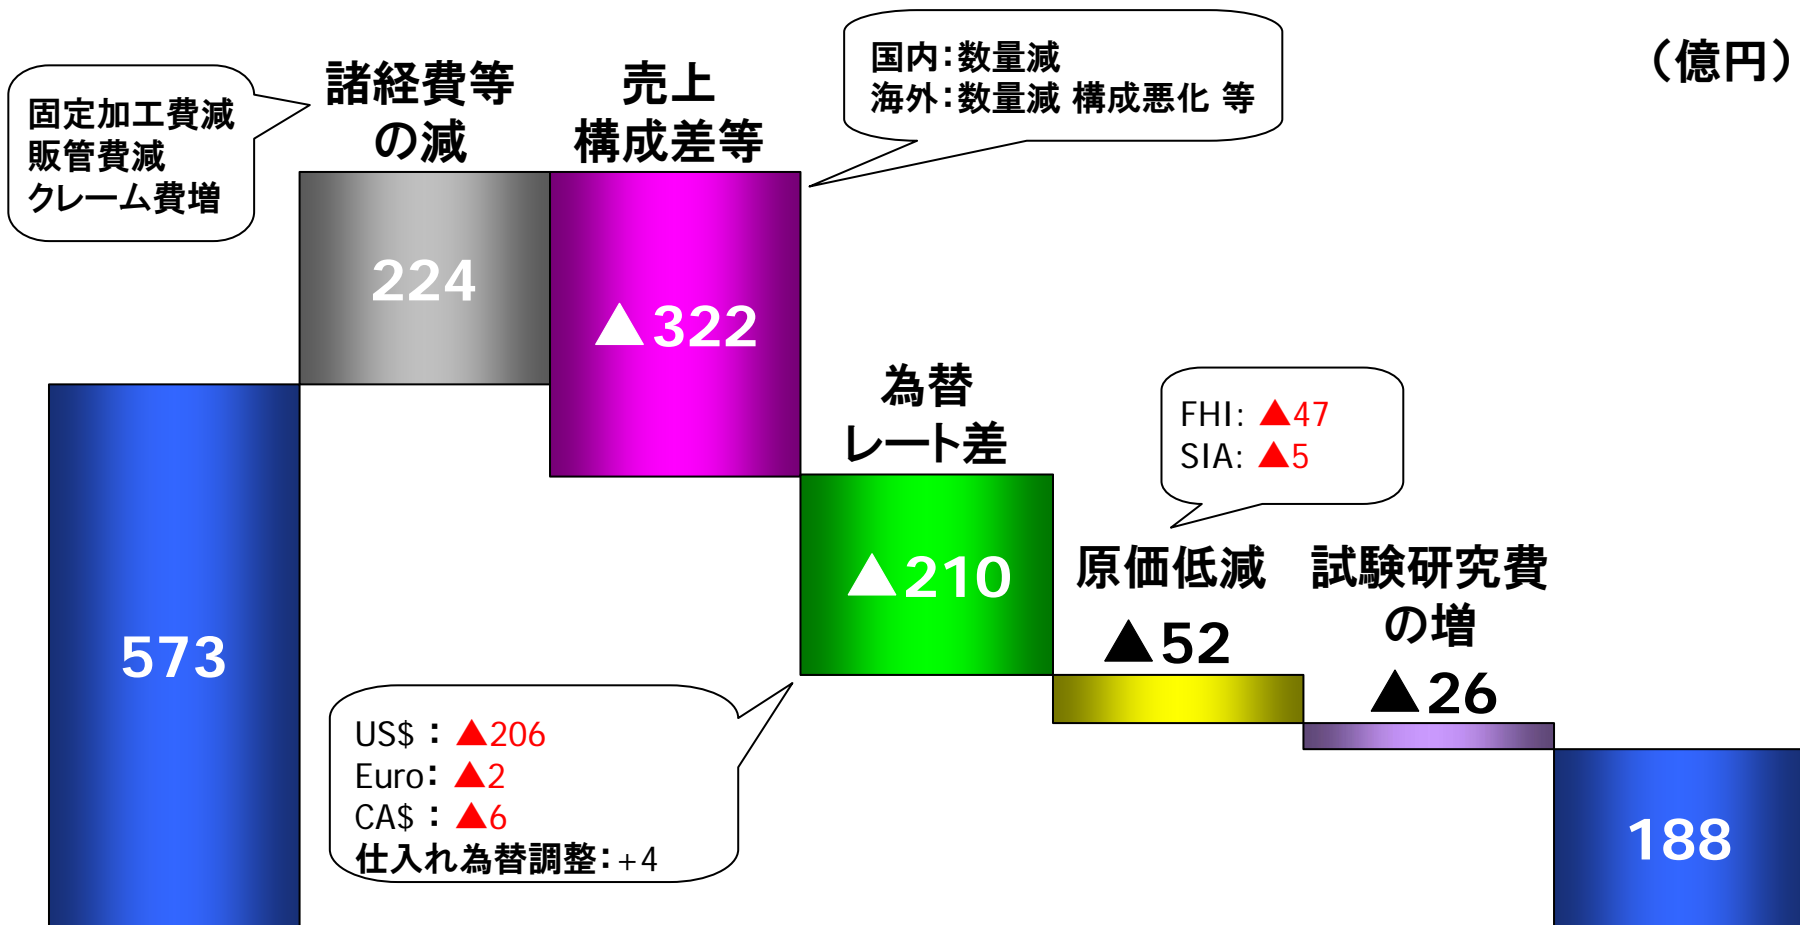 （億円）
固定加工費減
販管費減
クレーム費増
諸経費等
の減
売上
構成差等
国内：数量減
海外：数量減 構成悪化 等
224
▲322
為替
レート差
FHI: ▲47
SIA: ▲5
▲210
原価低減
▲52
試験研究費
の増
▲26
573
US$ ： ▲206
Euro： ▲2
CA$ ： ▲6
仕入れ為替調整：+4
188